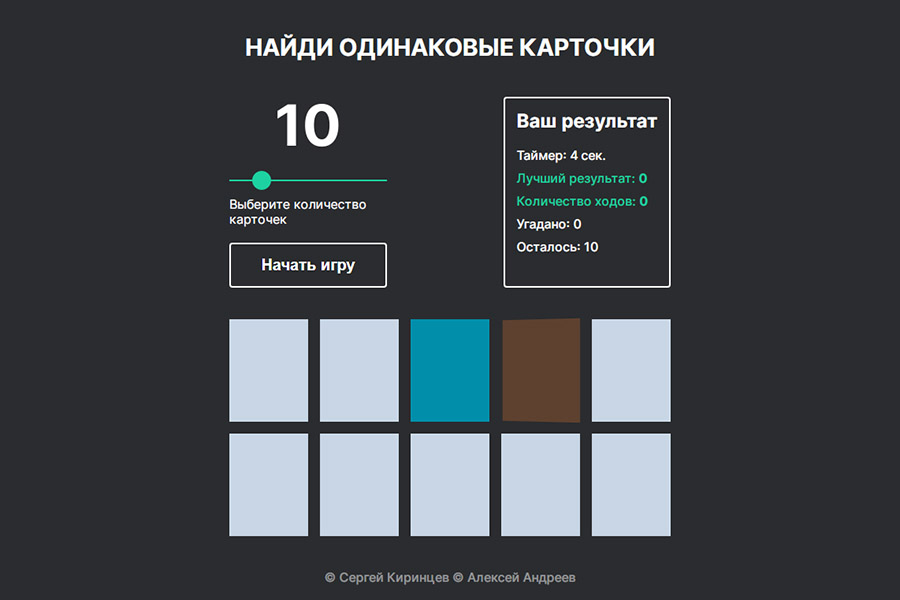 НАЙДИ ОДИНАКОВЫЕ КАРТОЧКИ
10
Выберите количество
карточек
Начать игру
Ваш результат
Таймер: 4 сек.
Лучший результат: 0
Количество ходов: 0
Угадано: 0
Осталось: 10
© Сергей Киринцев © Алексей Андреев